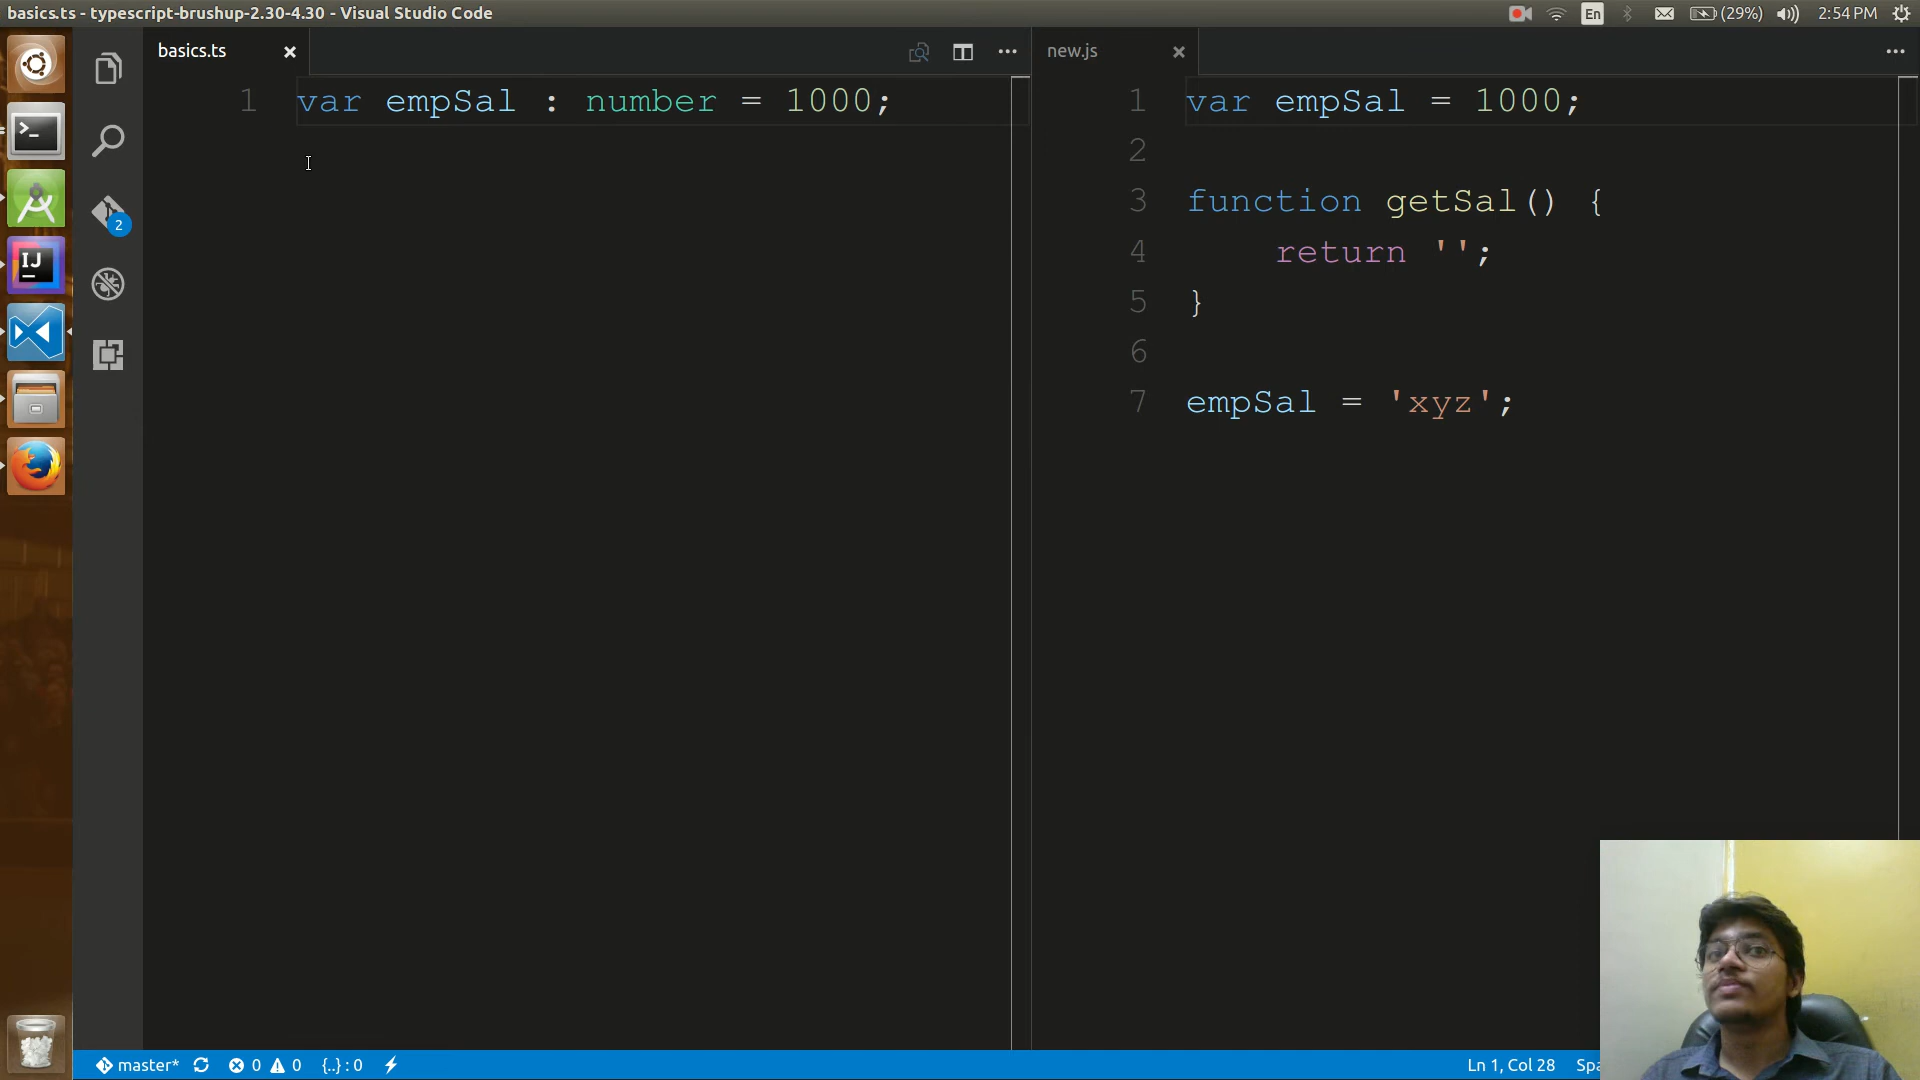 basics.ts - typescript-brushup-2.30-4.30 - Visual Studio Code
En
(29%)
2:54 PM
basics.ts
1 var empSal : number = 1000;
new.js
1 var empSal = 1000;
2
3 function getSal() {
4 return '';
5 }
6
7 empSal = 'xyz';
2
IJ
master* 0 0 {..} : 0
Ln 1, Col 28 Spa